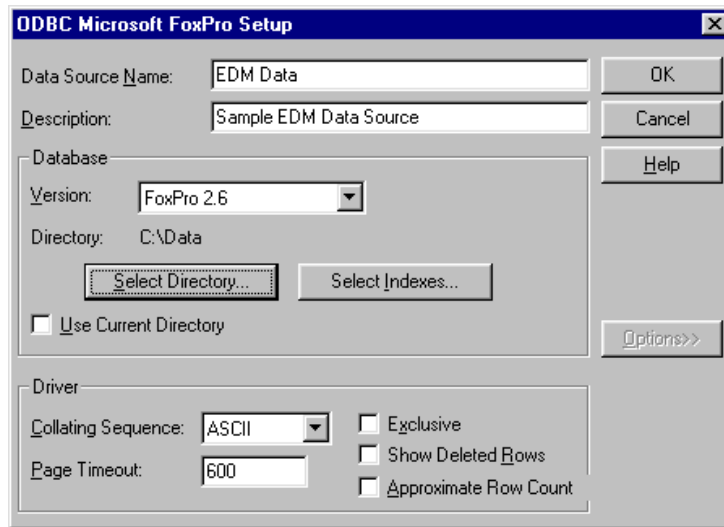 ODBC Microsoft FoxPro Setup
Data Source Name: EDM Data
OK
Description: Sample EDM Data Source
Cancel
Database
Help
Version: FoxPro 2.6
Directory: C:\Data
Select Directory... Select Indexes...
Use Current Directory
Options>>
Driver
Collating Sequence: ASCII
Exclusive
Show Deleted Rows
Page Timeout: 600
Approximate Row Count